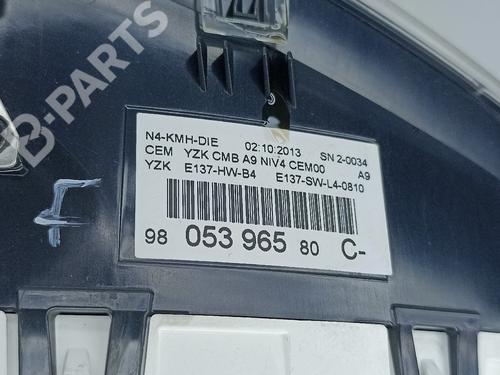 B-PARTS
N4-KMH-DIE 02:10:2013 SN 2-0034
CEM YZK CMB A9 NIV4 CEM00 A9
YZK E137-HW-B4 E137-SW-L4-0810
98 053 965 80 C-